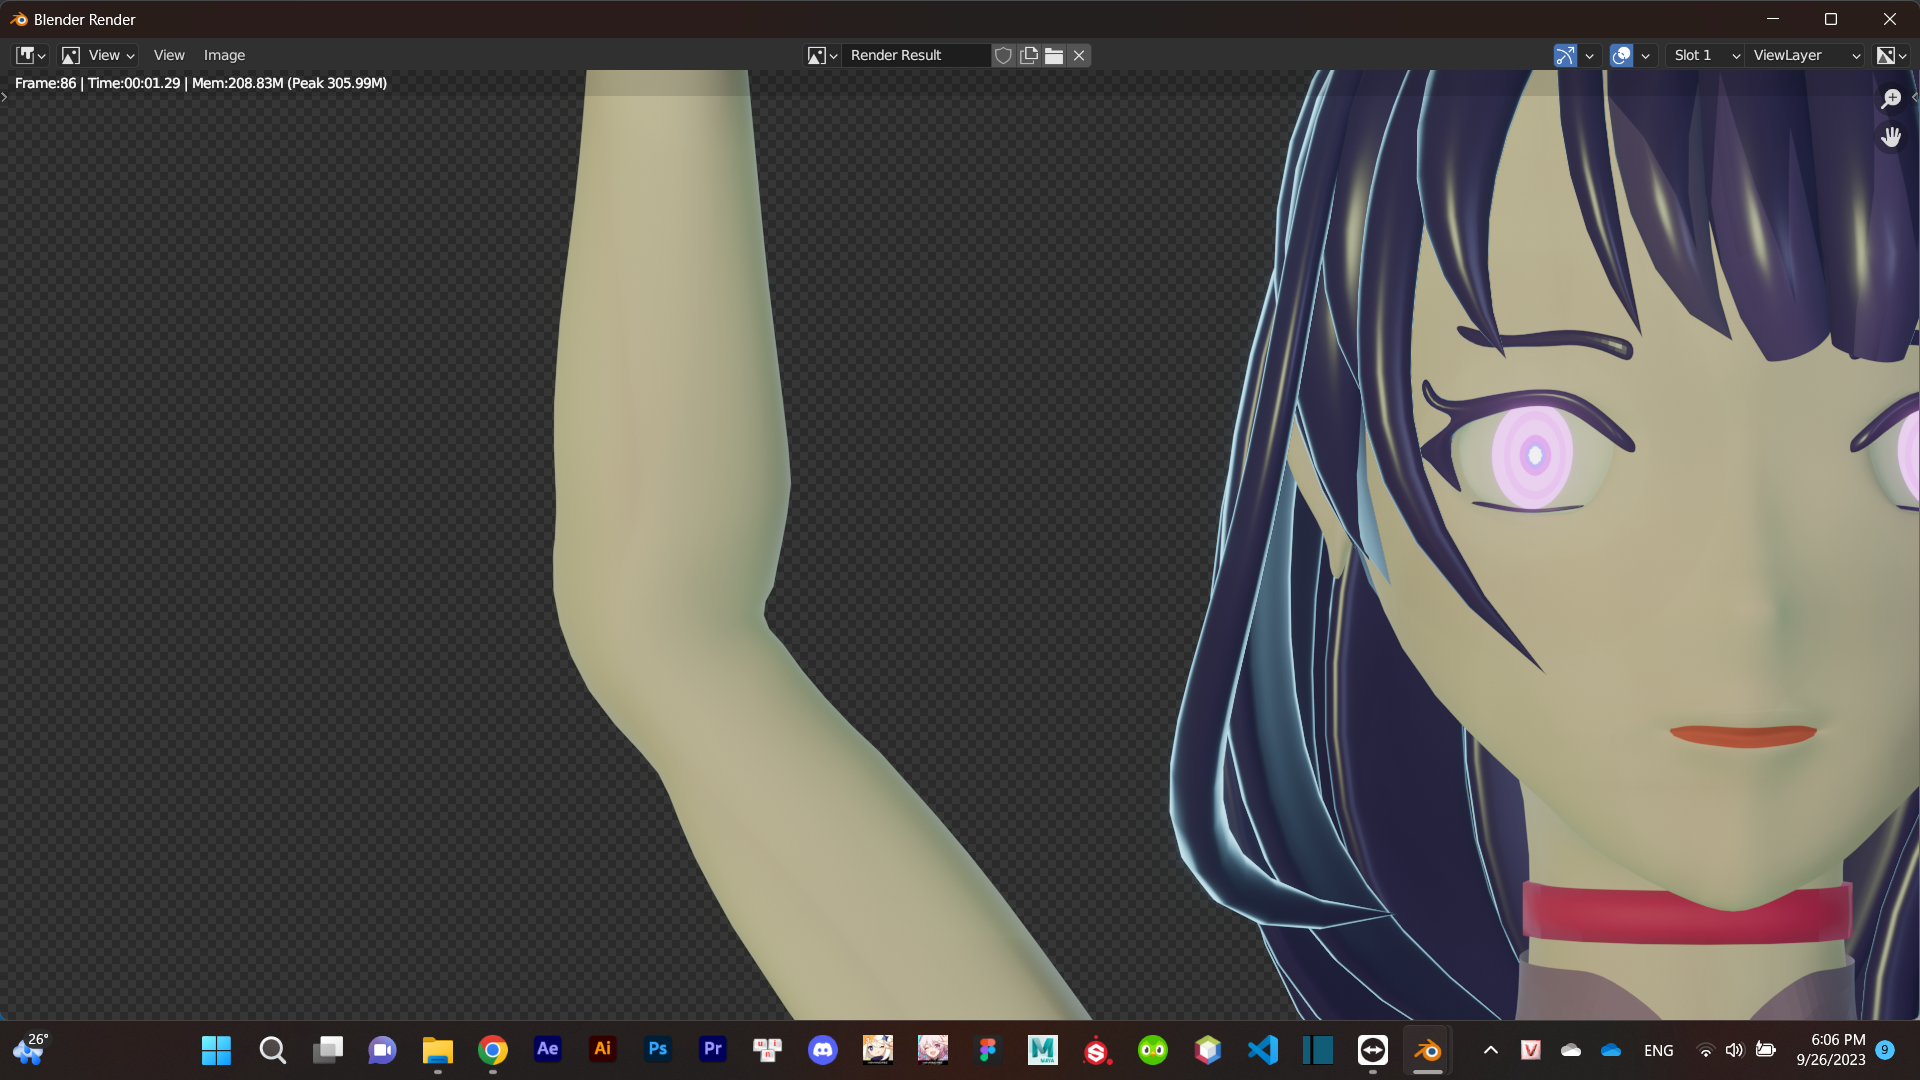 Blender Render
View View Image Render Result Slot 1 ViewLayer
Frame:86 | Time:00:01.29 | Mem:208.83M (Peak 305.99M)
26° Ae Ai Ps Pr M ENG 6:06 PM 9
9/26/2023